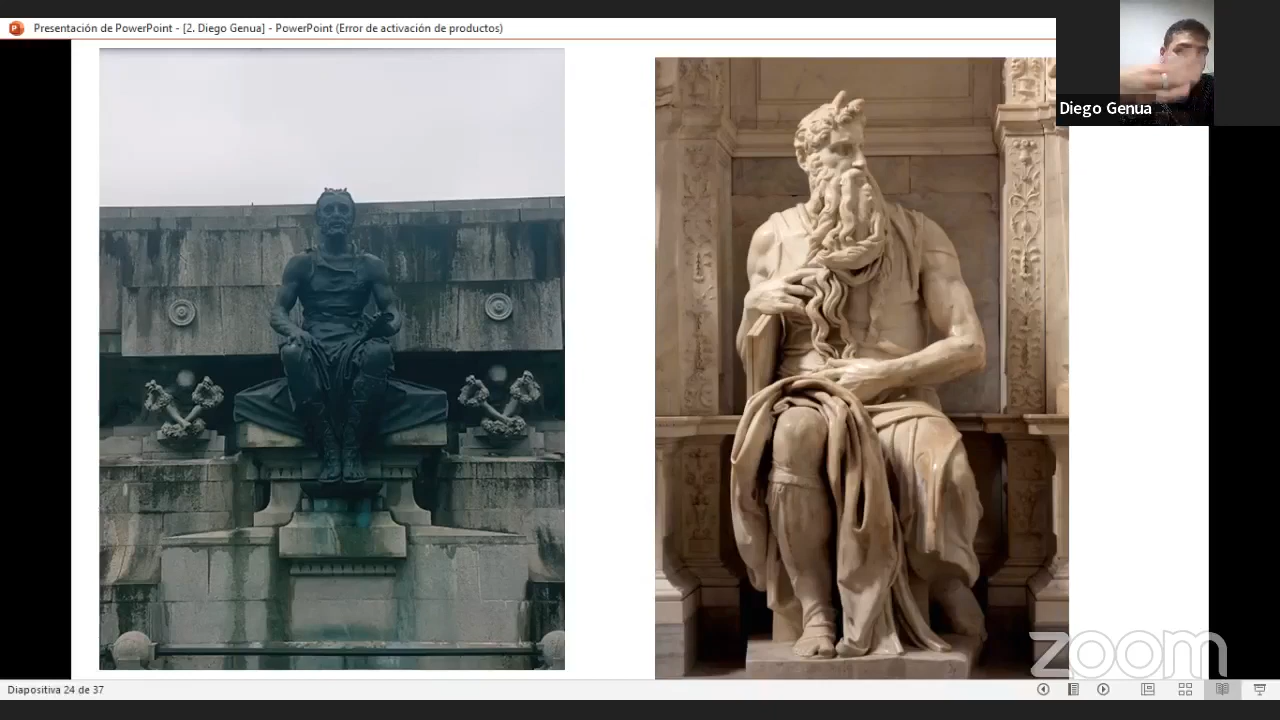 Presentación de PowerPoint - [2. Diego Genua] - PowerPoint (Error de activación de productos)
Diego Genua
zoom
Diapositiva 24 de 37